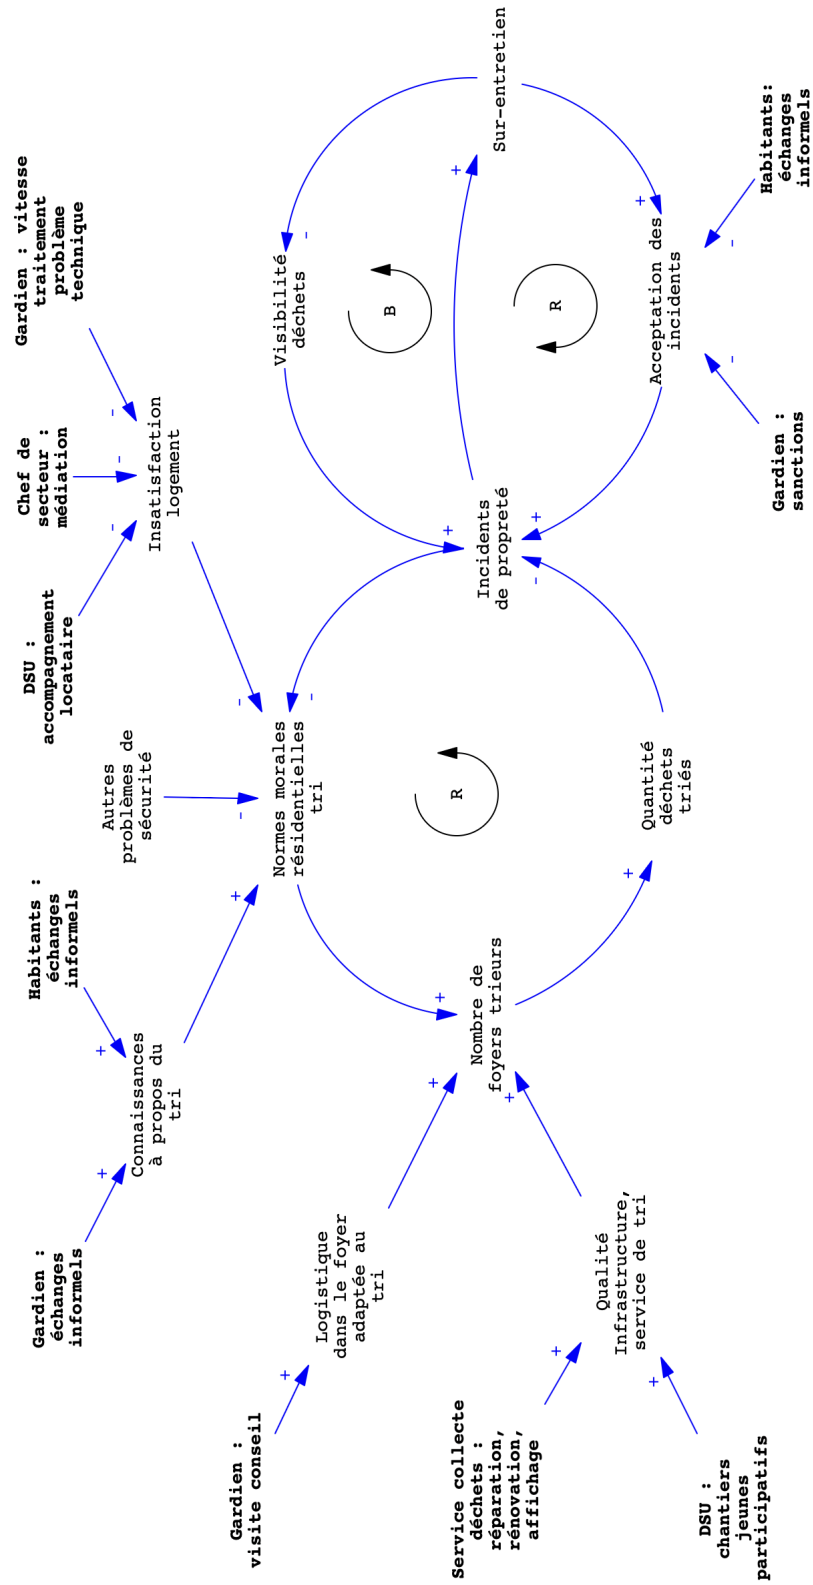 Gardien :
échanges
informels
Habitants :
échanges
informels
DSU :
accompagnement
locataire
Chef de
secteur :
médiation
Gardien : vitesse
traitement
problème
technique
+
+
-
-
-
Connaissances
à propos du
tri
Autres
problèmes de
sécurité
Insatisfaction
logement
+
-
-
Gardien :
visite conseil
+
Logistique
dans le foyer
adaptée au
tri
Normes morales
résidentielles
tri
-
Visibilité
déchets
-
B
+
+
+
Service collecte
déchets :
réparation,
rénovation,
affichage
Nombre de
foyers trieurs
R
Incidents
de propreté
+
Sur-entretien
+
+
-
+
R
Qualité
Infrastructure,
service de tri
+
+
Quantité
déchets
triés
Acceptation des
incidents
+
DSU :
chantiers
jeunes
participatifs
-
-
Gardien :
sanctions
Habitants:
échanges
informels